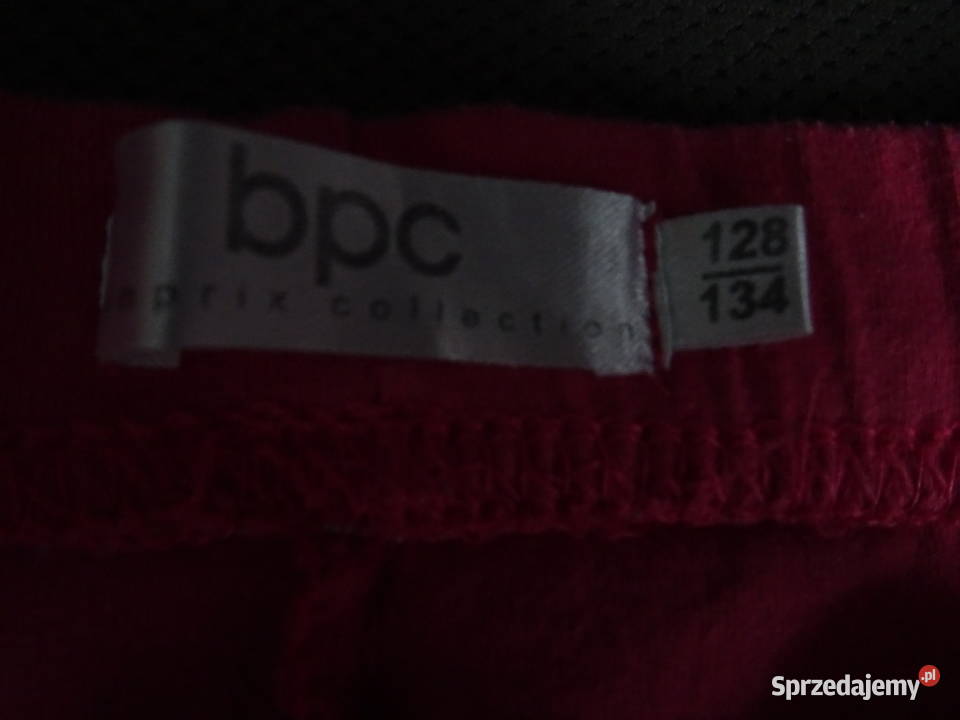 bpc
collection
128
134
Sprzedajemy.pl